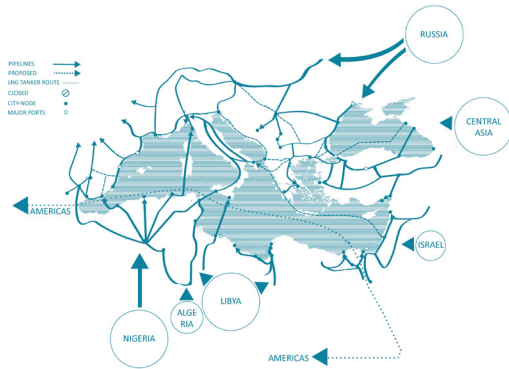 RUSSIA
PIPELINES
PROPOSED
LNG TANKER ROUTE
CLOSED
CITY-NODE
MAJOR PORTS
CENTRAL
ASIA
AMERICAS
ISRAEL
ALGE
RIA
LIBYA
NIGERIA
AMERICAS